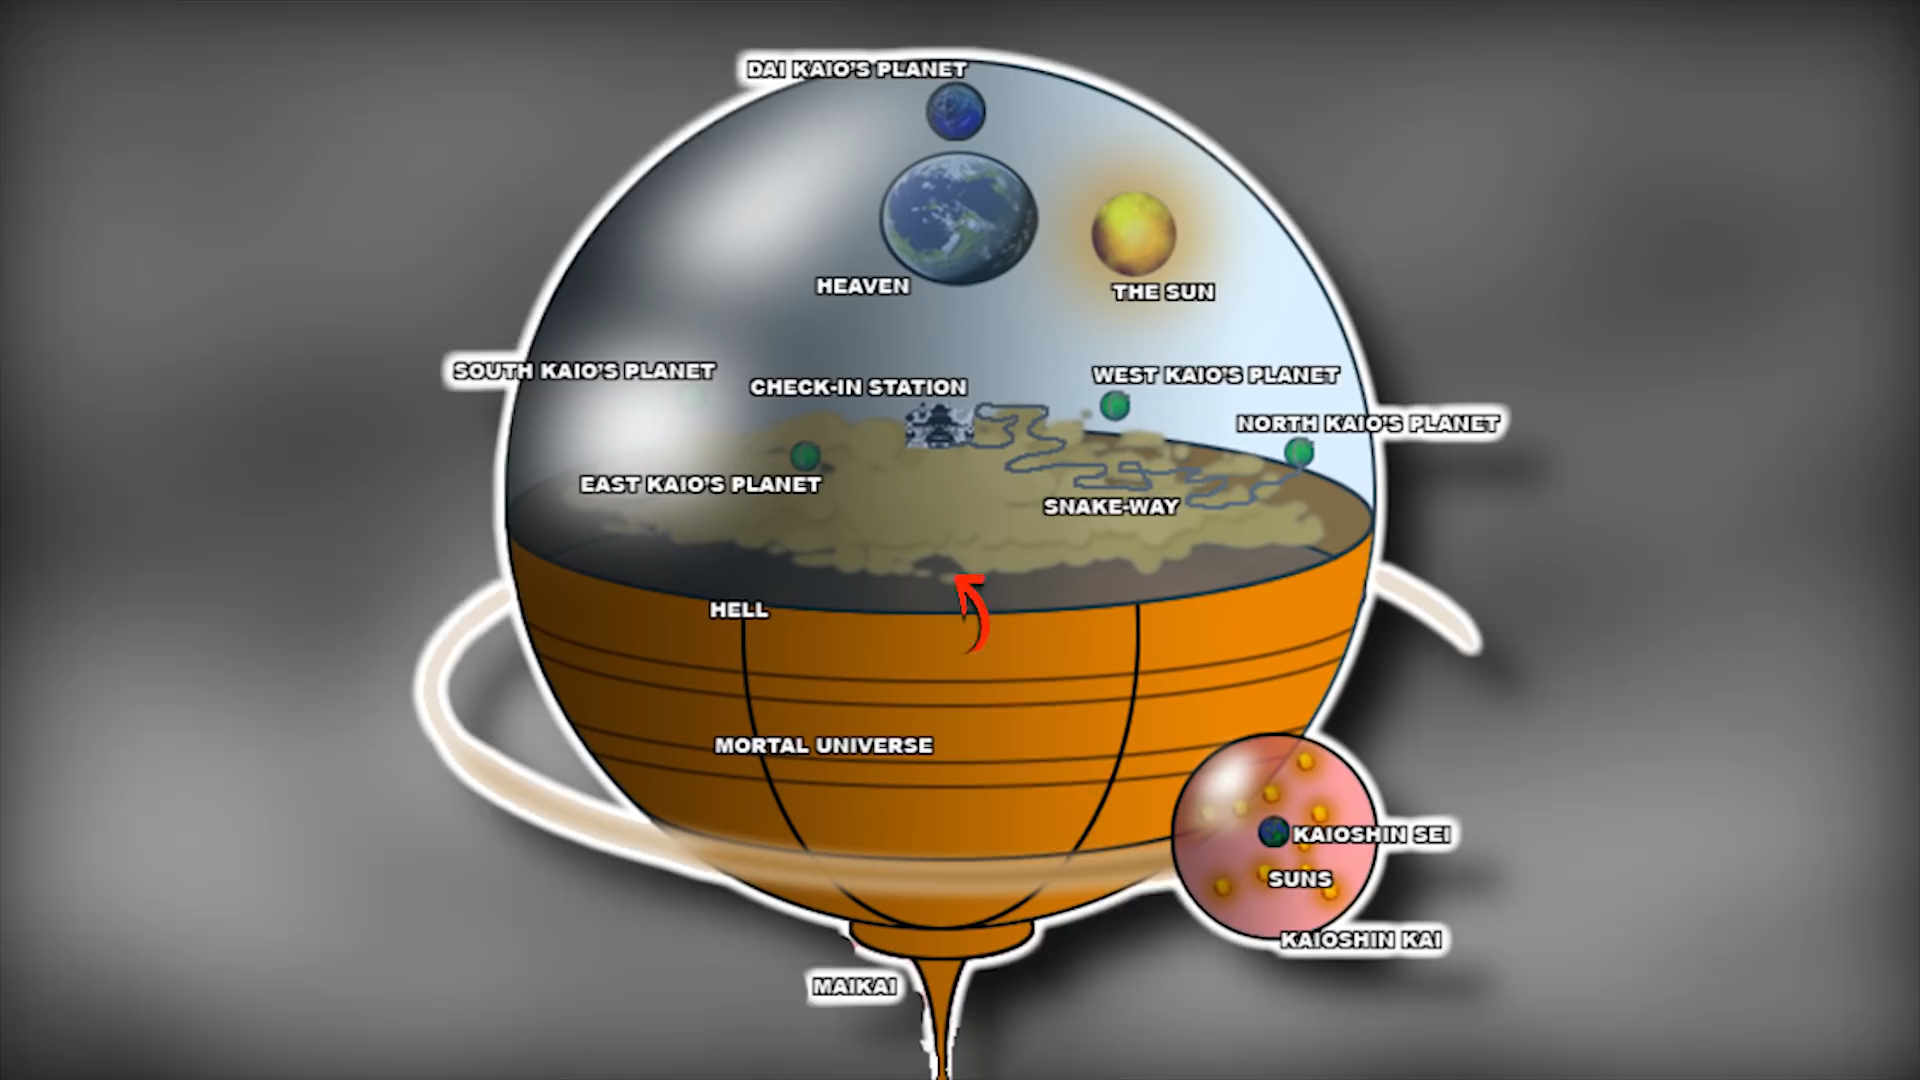 DAI KAIO'S PLANET
HEAVEN
THE SUN
SOUTH KAIO'S PLANET
CHECK-IN STATION
WEST KAIO'S PLANET
NORTH KAIO'S PLANET
EAST KAIO'S PLANET
SNAKE-WAY
HELL
MORTAL UNIVERSE
KAIOSHIN SEI
SUNS
KAIOSHIN KAI
MAIKAI